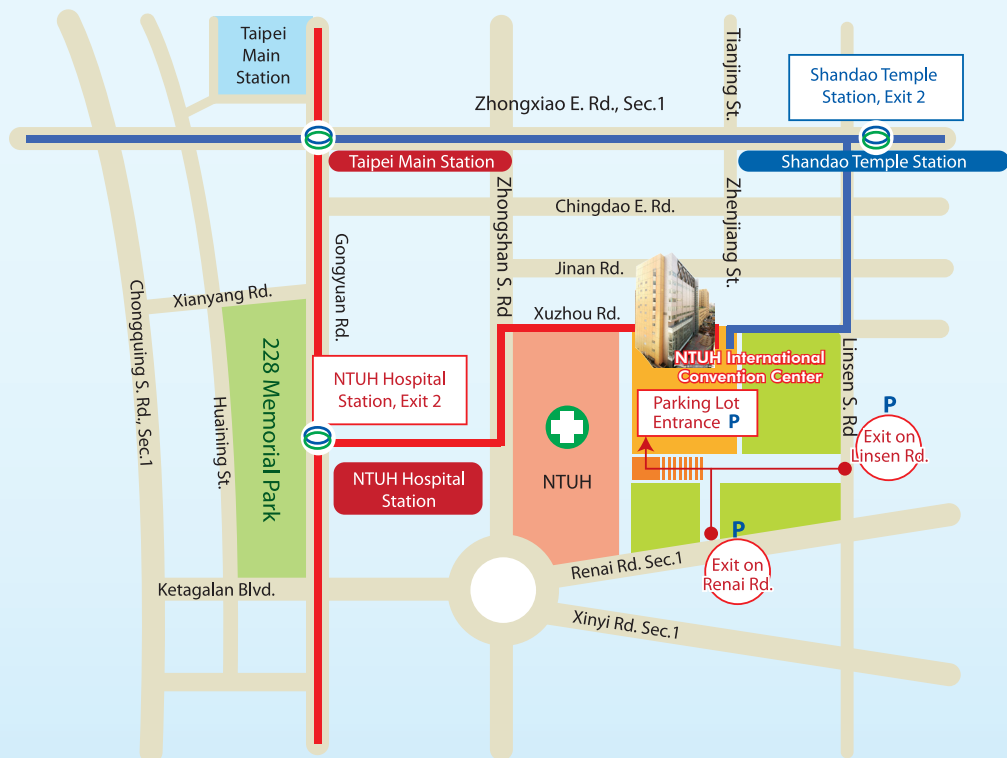 Taipei
Main
Station
Tianjing St.
Shandao Temple
Station, Exit 2
Zhongxiao E. Rd., Sec.1
Taipei Main Station
Shandao Temple Station
Zhongshan S. Rd
Zhenjiang St.
Chingdao E. Rd.
Gongyuan Rd.
Jinan Rd.
Xianyang Rd.
Xuzhou Rd.
Chongquing S. Rd., Sec.1
Huaining St.
228 Memorial Park
NTUH International
Convention Center
Linsen S. Rd
NTUH Hospital
Station, Exit 2
Parking Lot
Entrance P
P
Exit on
Linsen Rd.
NTUH Hospital
Station
NTUH
P
Exit on
Renai Rd.
Renai Rd. Sec.1
Ketagalan Blvd.
Xinyi Rd. Sec.1